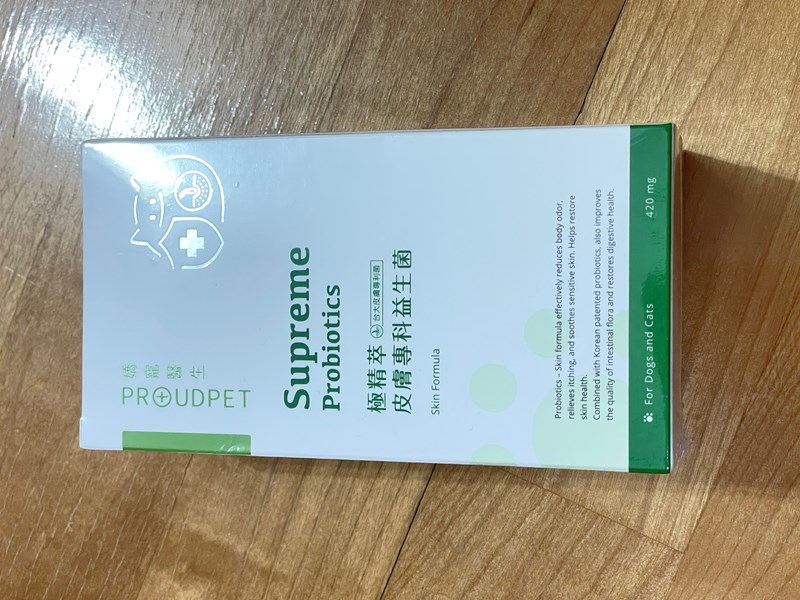 嬌寵醫生
PROUDPET
Supreme
Probiotics
極精萃 台大皮膚專利菌
皮膚專科益生菌
Skin Formula
Probiotics – Skin formula effectively reduces body odor,
relieves itching, and soothes sensitive skin. Helps restore
skin health.
Combined with Korean patented probiotics, also improves
the quality of intestinal flora and restores digestive health.
For Dogs and Cats
420 mg